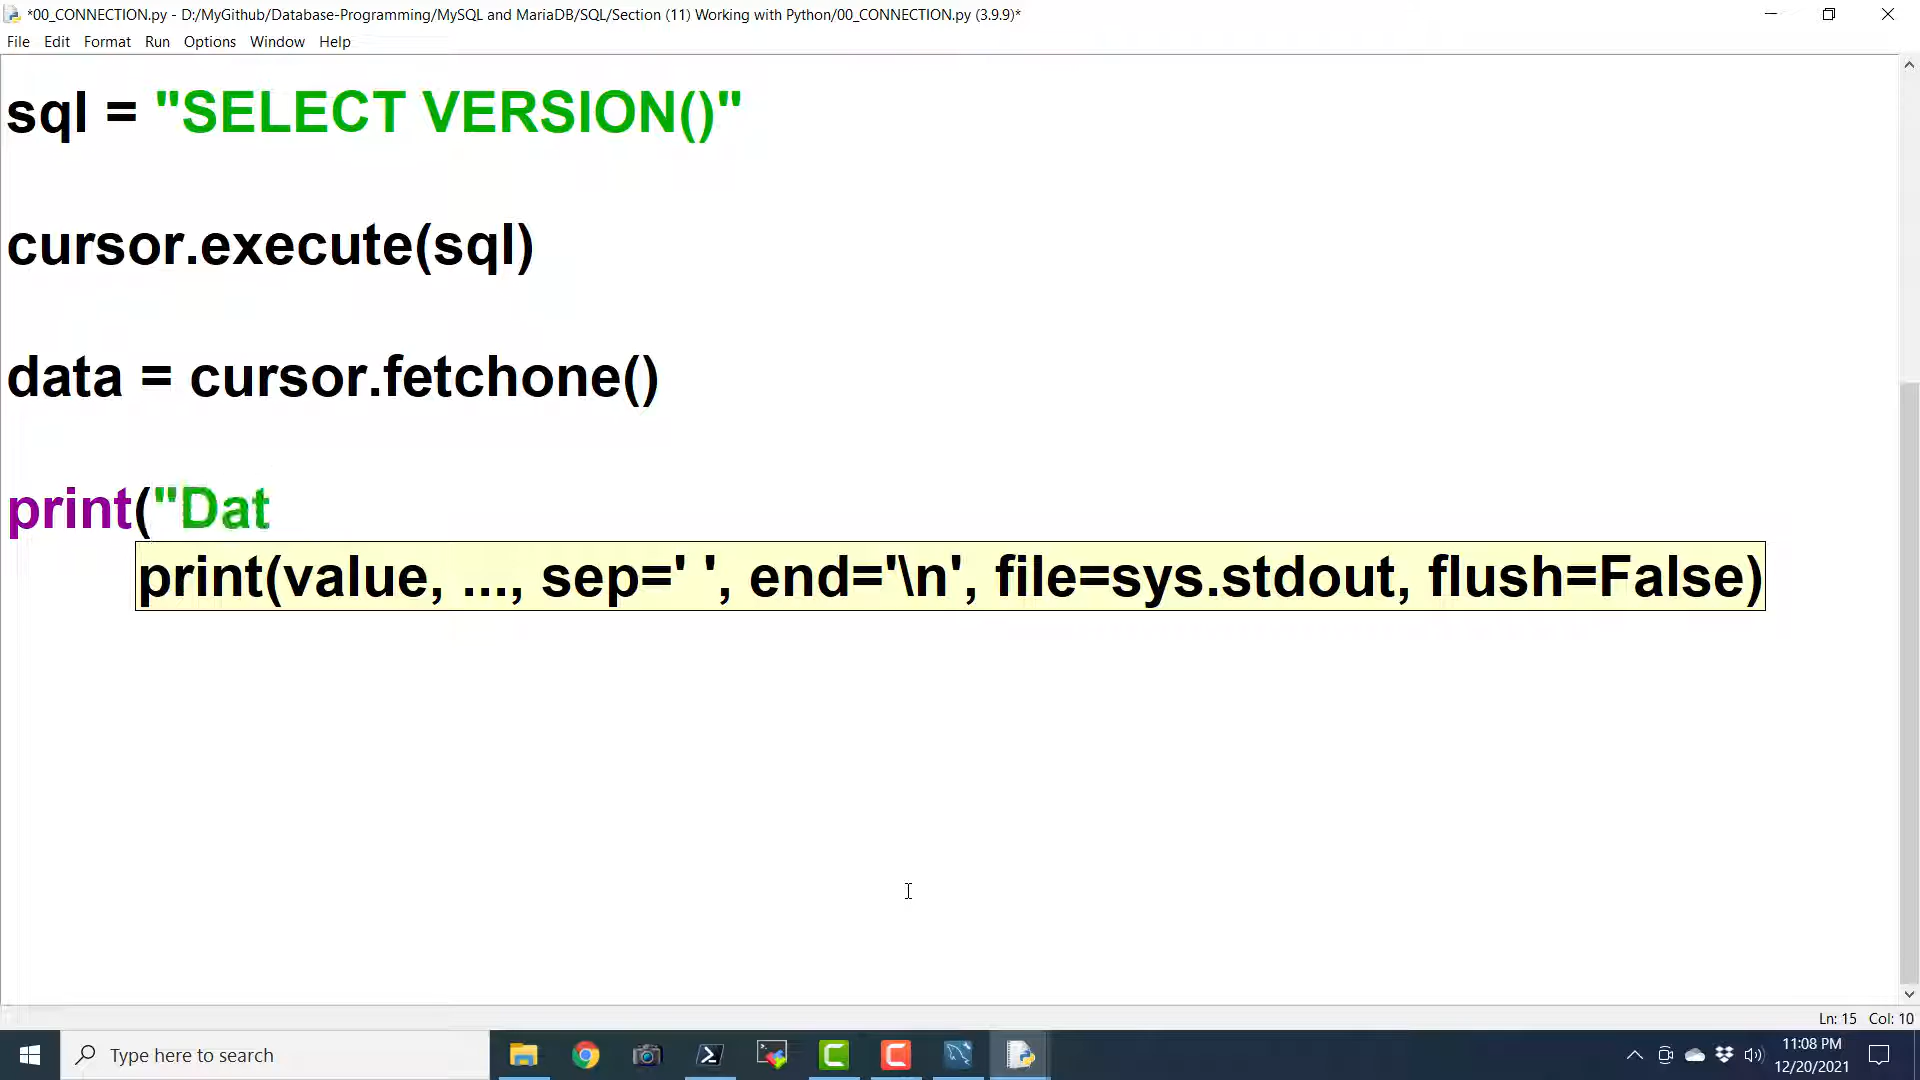 *00_CONNECTION.py - D:/MyGithub/Database-Programming/MySQL and MariaDB/SQL/Section (11) Working with Python/00_CONNECTION.py (3.9.9)*
File Edit Format Run Options Window Help
sql = "SELECT VERSION()"
cursor.execute(sql)
data = cursor.fetchone()
print("Dat
print(value, ..., sep=' ', end='\n', file=sys.stdout, flush=False)
Ln: 15 Col: 10
Type here to search
11:08 PM
12/20/2021